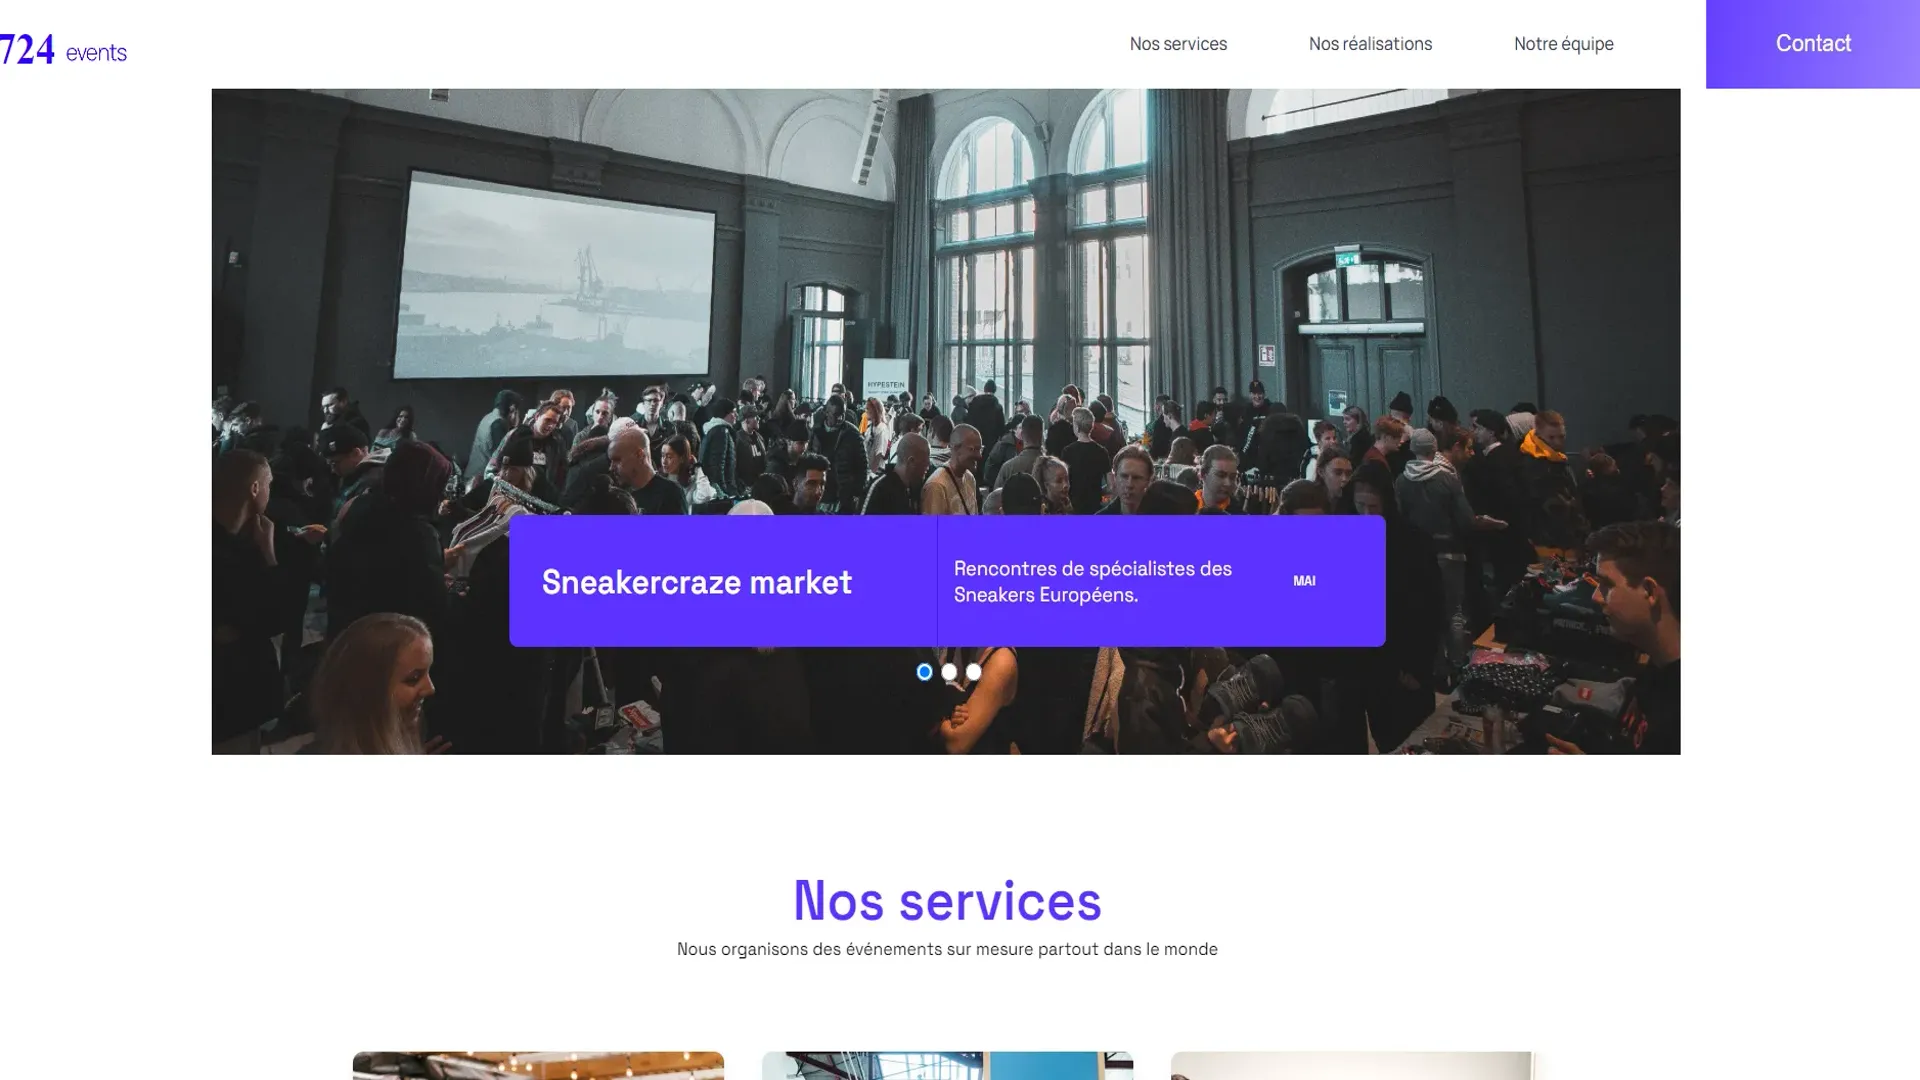 724 events
Nos services
Nos réalisations
Notre équipe
Contact
HYPESTEIN
Sneakercraze market
Rencontres de spécialistes des
Sneakers Européens.
MAI
Nos services
Nous organisons des événements sur mesure partout dans le monde